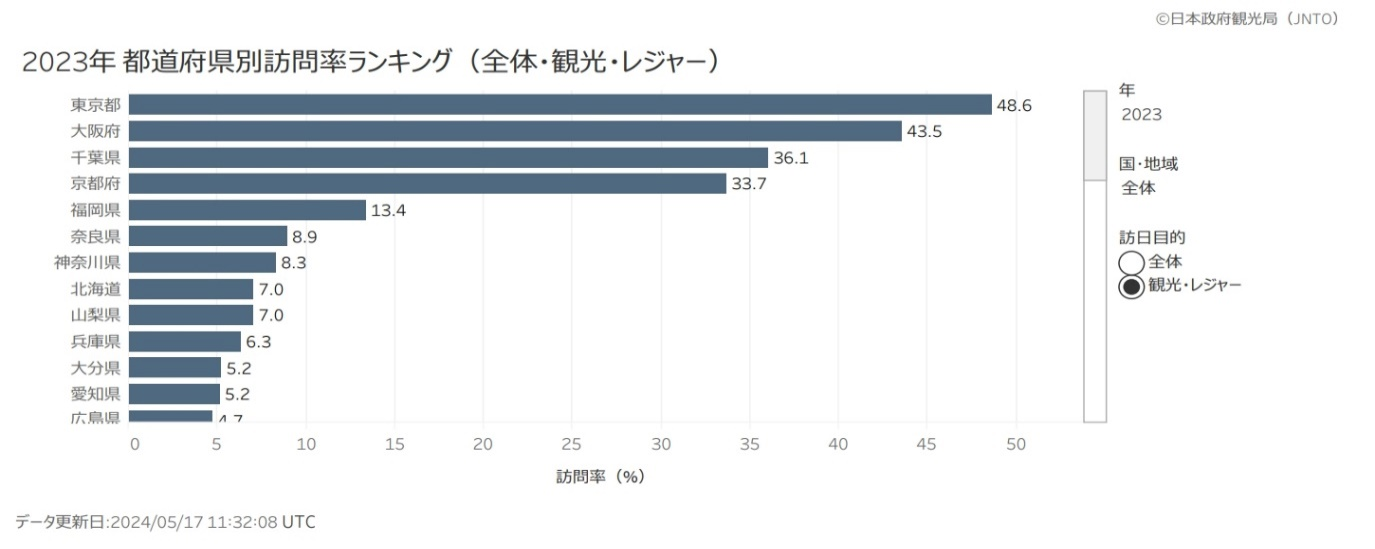 ©日本政府観光局（JNTO）
2023年 都道府県別訪問率ランキング（全体・観光・レジャー）
東京都 48.6
大阪府 43.5
千葉県 36.1
京都府 33.7
福岡県 13.4
奈良県 8.9
神奈川県 8.3
北海道 7.0
山梨県 7.0
兵庫県 6.3
大分県 5.2
愛知県 5.2
広島県 4.7
0 5 10 15 20 25 30 35 40 45 50
訪問率（%）
年
2023
国・地域
全体
訪日目的
全体
観光・レジャー
データ更新日:2024/05/17 11:32:08 UTC